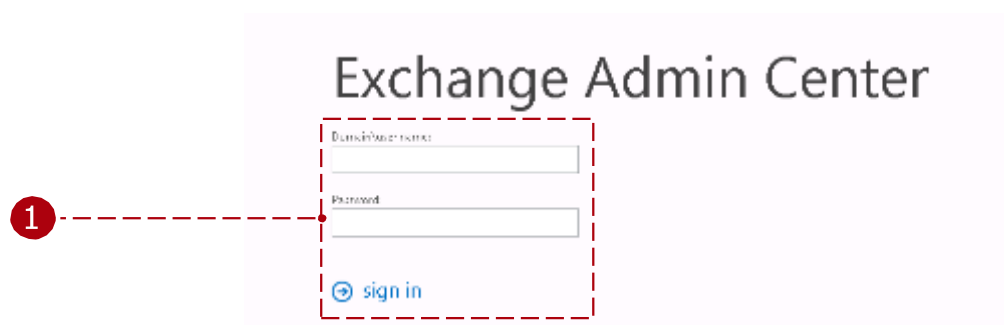 Exchange Admin Center
Domain\user name:
Password:
1
sign in